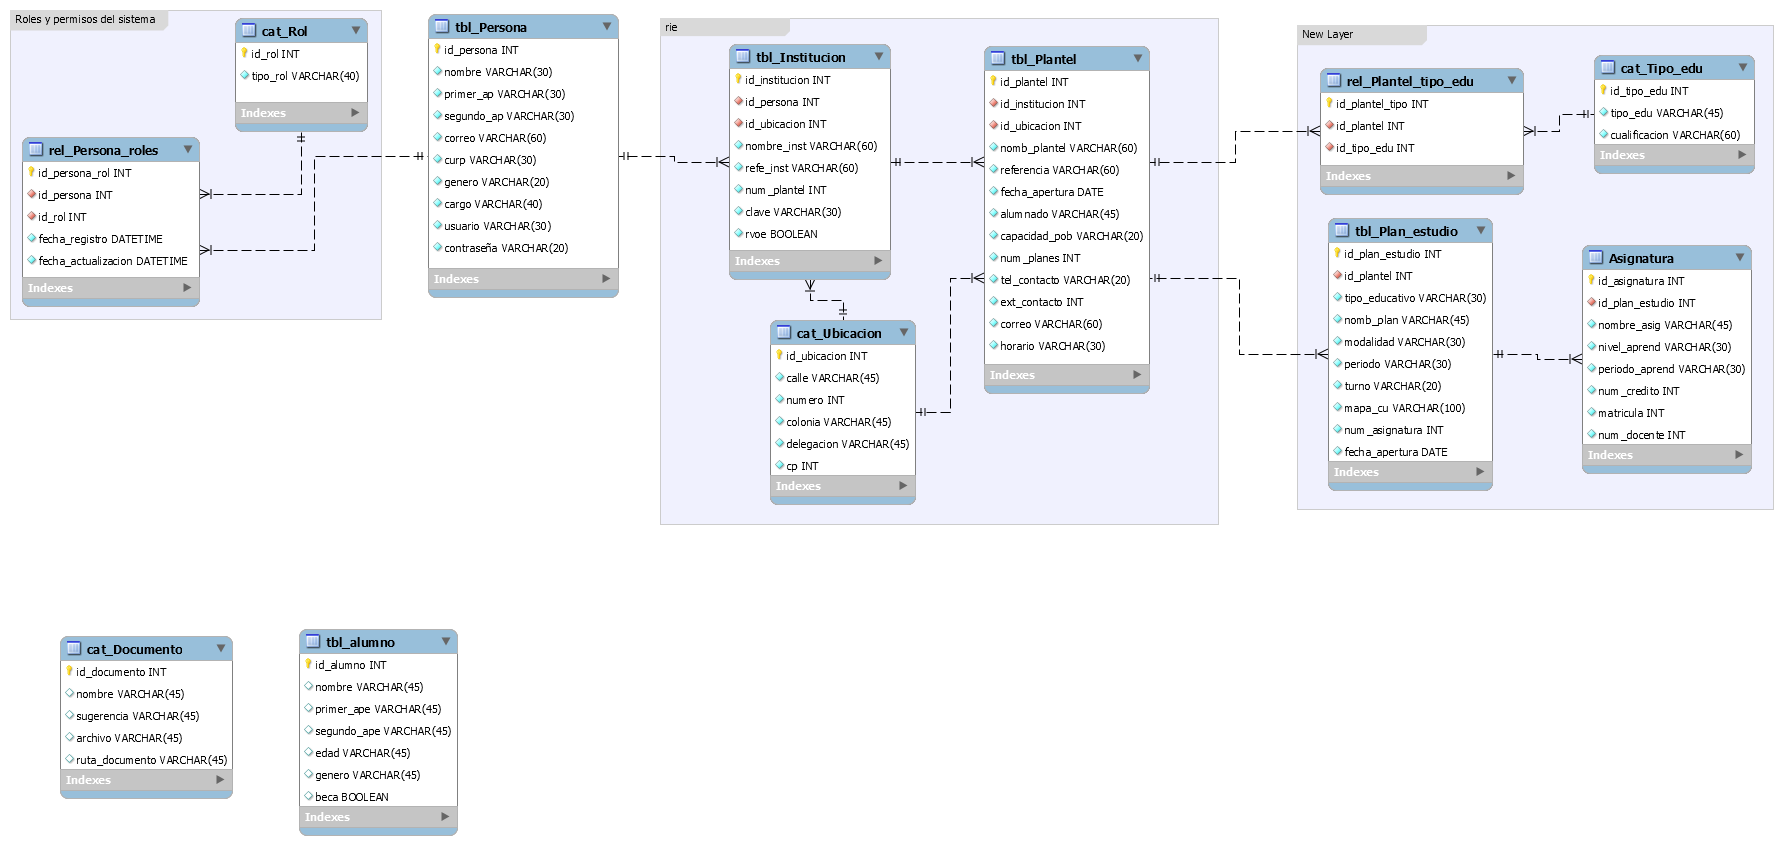 Roles y permisos del sistema
cat_Rol
id_rol INT
tipo_rol VARCHAR(40)
Indexes
rel_Persona_roles
id_persona_rol INT
id_persona INT
id_rol INT
fecha_registro DATETIME
fecha_actualizacion DATETIME
Indexes
tbl_Persona
id_persona INT
nombre VARCHAR(30)
primer_ap VARCHAR(30)
segundo_ap VARCHAR(30)
correo VARCHAR(60)
curp VARCHAR(30)
genero VARCHAR(20)
cargo VARCHAR(40)
usuario VARCHAR(30)
contraseña VARCHAR(20)
Indexes
rie
tbl_Institucion
id_institucion INT
id_persona INT
id_ubicacion INT
nombre_inst VARCHAR(60)
refe_inst VARCHAR(60)
num_plantel INT
clave VARCHAR(30)
rvoe BOOLEAN
Indexes
cat_Ubicacion
id_ubicacion INT
calle VARCHAR(45)
numero INT
colonia VARCHAR(45)
delegacion VARCHAR(45)
cp INT
Indexes
tbl_Plantel
id_plantel INT
id_institucion INT
id_ubicacion INT
nomb_plantel VARCHAR(60)
referencia VARCHAR(60)
fecha_apertura DATE
alumnado VARCHAR(45)
capacidad_pob VARCHAR(20)
num_planes INT
tel_contacto VARCHAR(20)
ext_contacto INT
correo VARCHAR(60)
horario VARCHAR(30)
Indexes
New Layer
rel_Plantel_tipo_edu
id_plantel_tipo INT
id_plantel INT
id_tipo_edu INT
Indexes
cat_Tipo_edu
id_tipo_edu INT
tipo_edu VARCHAR(45)
cualificacion VARCHAR(60)
Indexes
tbl_Plan_estudio
id_plan_estudio INT
id_plantel INT
tipo_educativo VARCHAR(30)
nomb_plan VARCHAR(45)
modalidad VARCHAR(30)
periodo VARCHAR(30)
turno VARCHAR(20)
mapa_cu VARCHAR(100)
num_asignatura INT
fecha_apertura DATE
Indexes
Asignatura
id_asignatura INT
id_plan_estudio INT
nombre_asig VARCHAR(45)
nivel_aprend VARCHAR(30)
periodo_aprend VARCHAR(30)
num_credito INT
matricula INT
num_docente INT
Indexes
cat_Documento
id_documento INT
nombre VARCHAR(45)
sugerencia VARCHAR(45)
archivo VARCHAR(45)
ruta_documento VARCHAR(45)
Indexes
tbl_alumno
id_alumno INT
nombre VARCHAR(45)
primer_ape VARCHAR(45)
segundo_ape VARCHAR(45)
edad VARCHAR(45)
genero VARCHAR(45)
beca BOOLEAN
Indexes